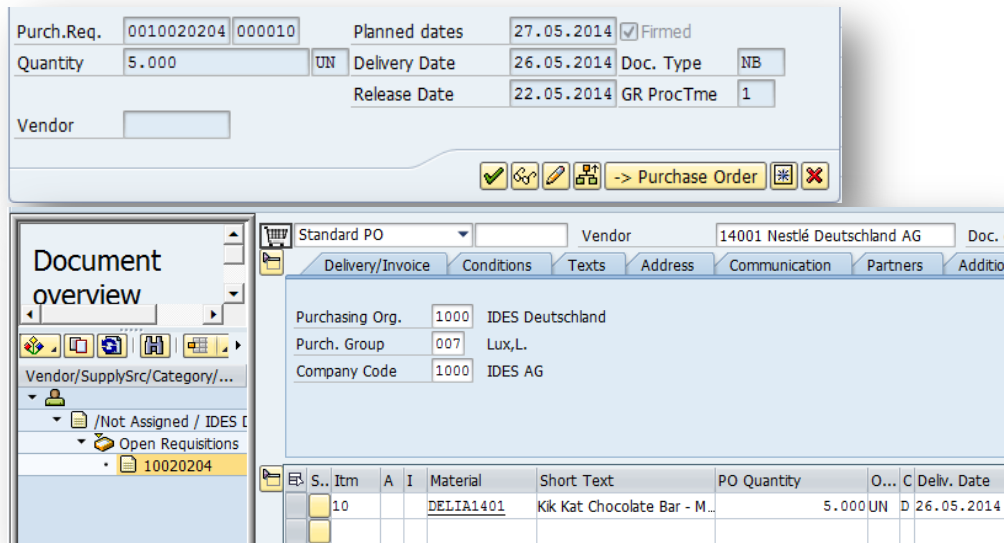 Purch.Req. 0010020204 000010 Planned dates 27.05.2014 Firmed
Quantity 5.000 UN Delivery Date 26.05.2014 Doc. Type NB
Release Date 22.05.2014 GR ProcTme 1
Vendor
-> Purchase Order
Standard PO Vendor 14001 Nestlé Deutschland AG Doc.
Document
overview
Delivery/Invoice Conditions Texts Address Communication Partners Additio
Purchasing Org. 1000 IDES Deutschland
Purch. Group 007 Lux,L.
Company Code 1000 IDES AG
Vendor/SupplySrc/Category/...
/Not Assigned / IDES D
Open Requisitions
10020204
S.. Itm A I Material Short Text PO Quantity O... C Deliv. Date
10 DELIA1401 Kik Kat Chocolate Bar - M... 5.000 UN D 26.05.2014